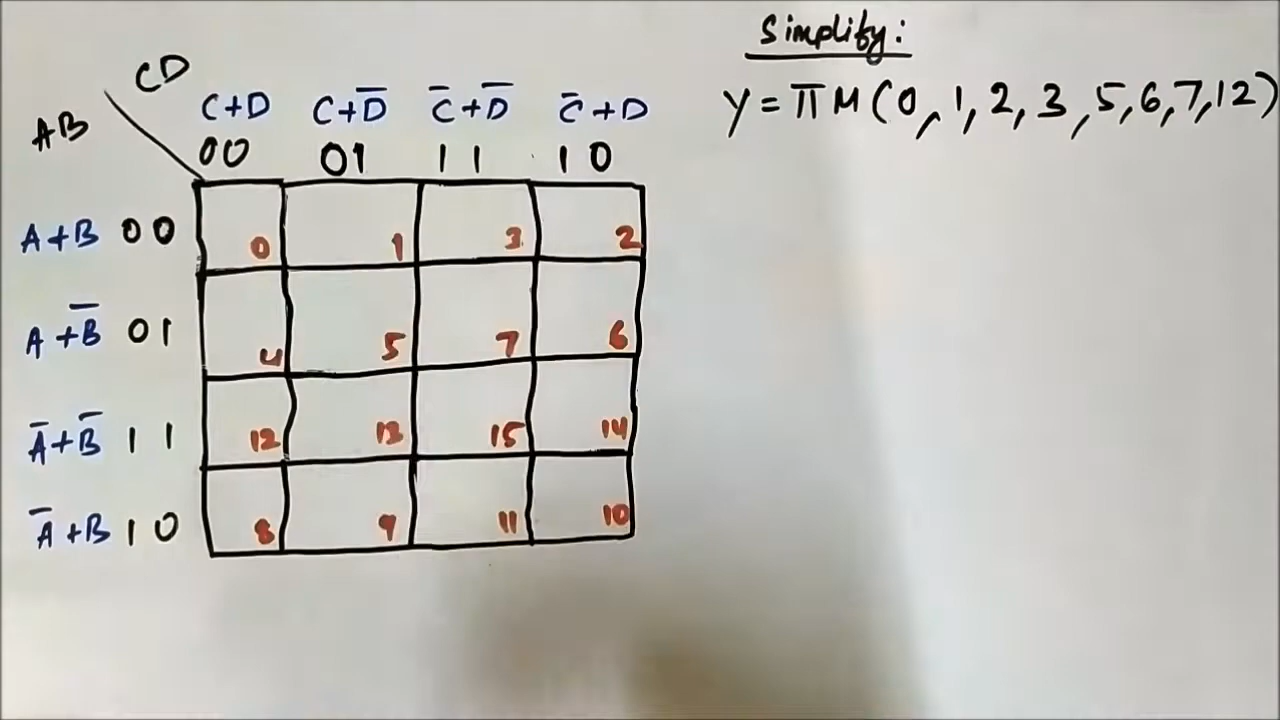 Simplify:
Y = πM(0, 1, 2, 3, 5, 6, 7, 12)
CD
AB
C+D C+D̅ C̅+D̅ C̅+D
00 01 11 10
A+B 00 0 1 3 2
A+B̅ 01 4 5 7 6
A̅+B̅ 11 12 13 15 14
A̅+B 10 8 9 11 10